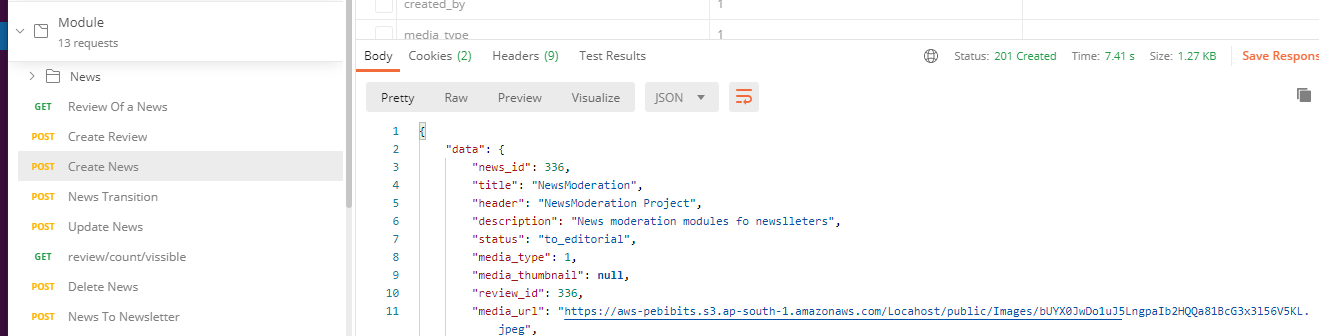 Module
13 requests
News
GET Review Of a News
POST Create Review
POST Create News
POST News Transition
POST Update News
GET review/count/vissible
POST Delete News
POST News To Newsletter
created_by 1
media_type 1
Body Cookies (2) Headers (9) Test Results Status: 201 Created Time: 7.41 s Size: 1.27 KB Save Respons
Pretty Raw Preview Visualize JSON
1 {
2 "data": {
3 "news_id": 336,
4 "title": "NewsModeration",
5 "header": "NewsModeration Project",
6 "description": "News moderation modules fo newslleters",
7 "status": "to_editorial",
8 "media_type": 1,
9 "media_thumbnail": null,
10 "review_id": 336,
11 "media_url": "https://aws-pebibits.s3.ap-south-1.amazonaws.com/Locahost/public/Images/bUYX0JwDo1uJ5LngpaIb2HQQa81BcG3x3l56V5KL.
jpeg",